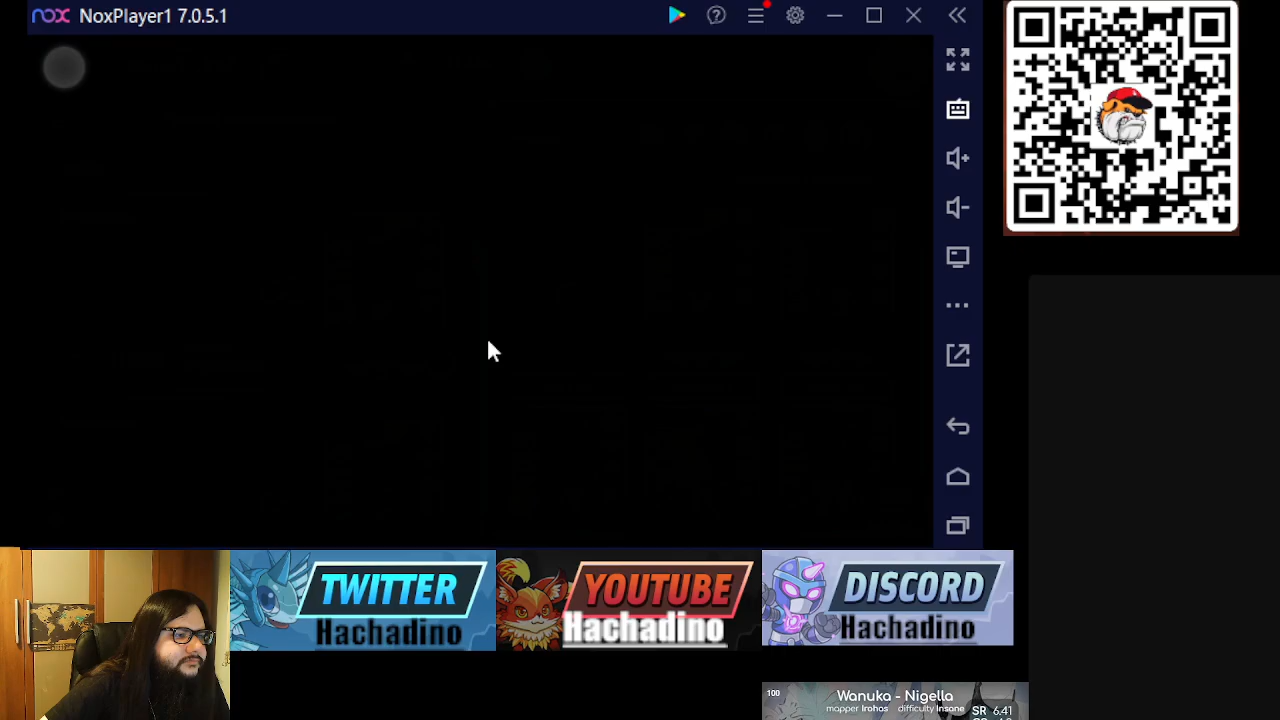 nox NoxPlayer1 7.0.5.1
TWITTER
Hachadino
YOUTUBE
Hachadino
DISCORD
Hachadino
100
Wanuka - Nigella
mapper Irohas difficulty Insane
SR 6.41